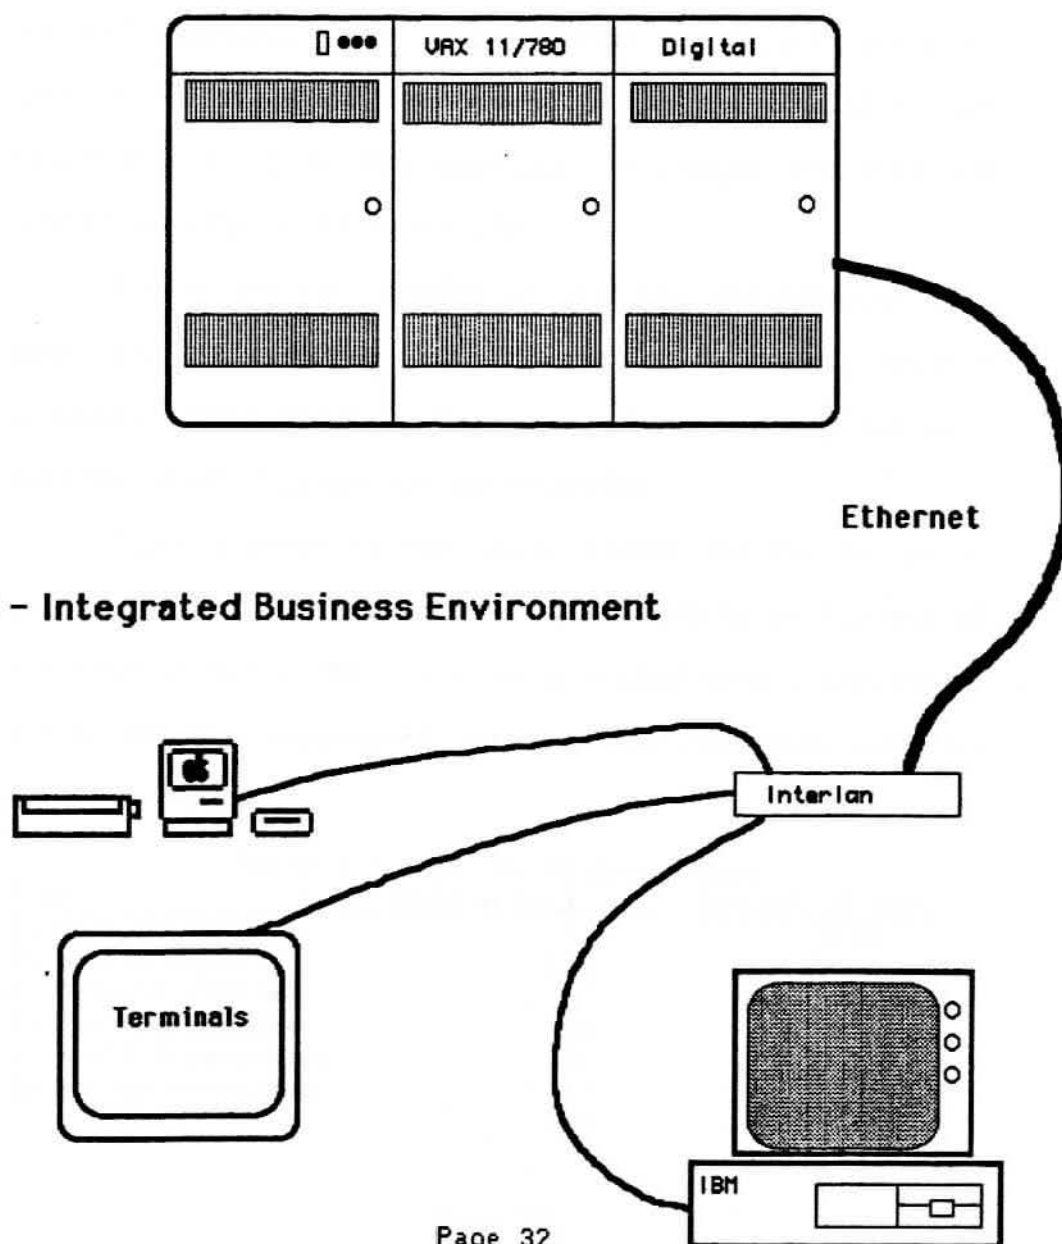 VAX 11/780 Digital
Ethernet
- Integrated Business Environment
Interlan
Terminals
IBM
Page 32